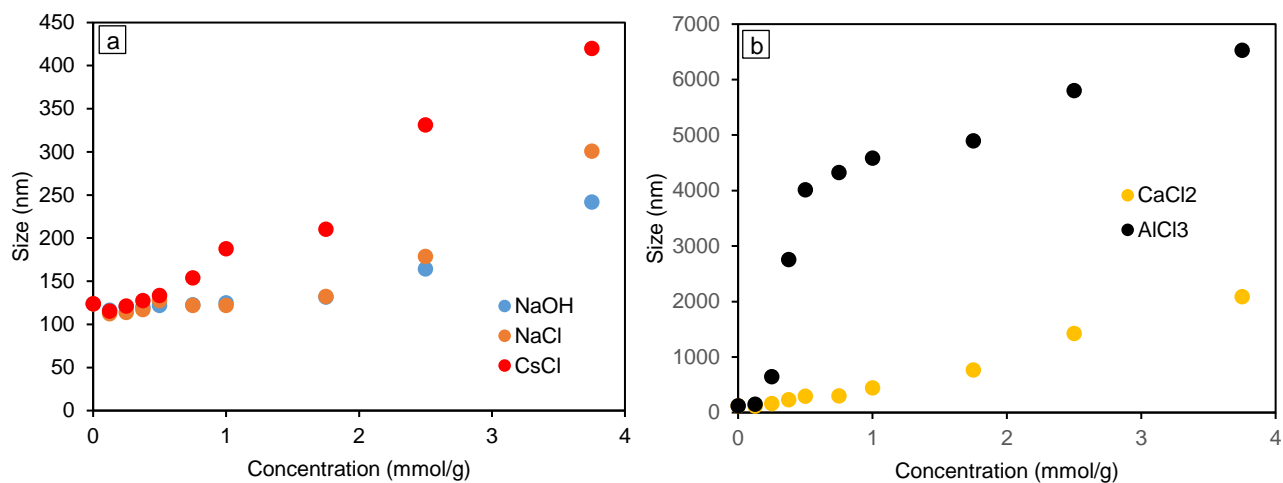 a
450
400
350
300
250
200
150
100
50
0
Size (nm)
NaOH
NaCl
CsCl
0 1 2 3 4
Concentration (mmol/g)
b
7000
6000
5000
4000
3000
2000
1000
0
Size (nm)
CaCl2
AlCl3
0 1 2 3 4
Concentration (mmol/g)